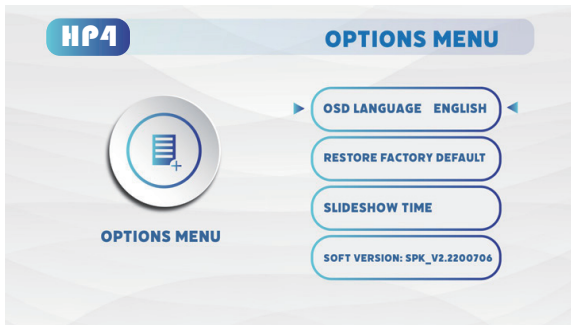 HP4
OPTIONS MENU
OSD LANGUAGE ENGLISH
RESTORE FACTORY DEFAULT
SLIDESHOW TIME
SOFT VERSION: SPK_V2.2200706
OPTIONS MENU